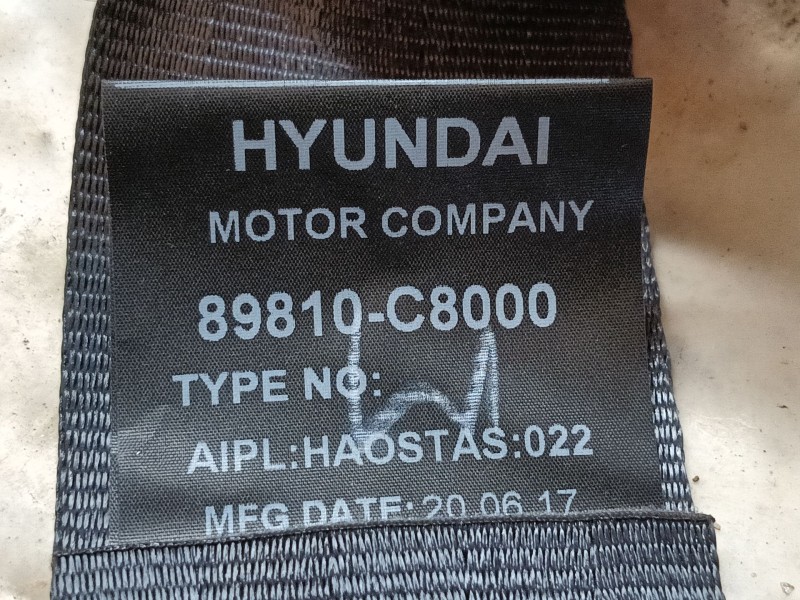 HYUNDAI
MOTOR COMPANY
89810-C8000
TYPE NO:
AIPL:HAOSTAS:022
MFG DATE: 20.06.17